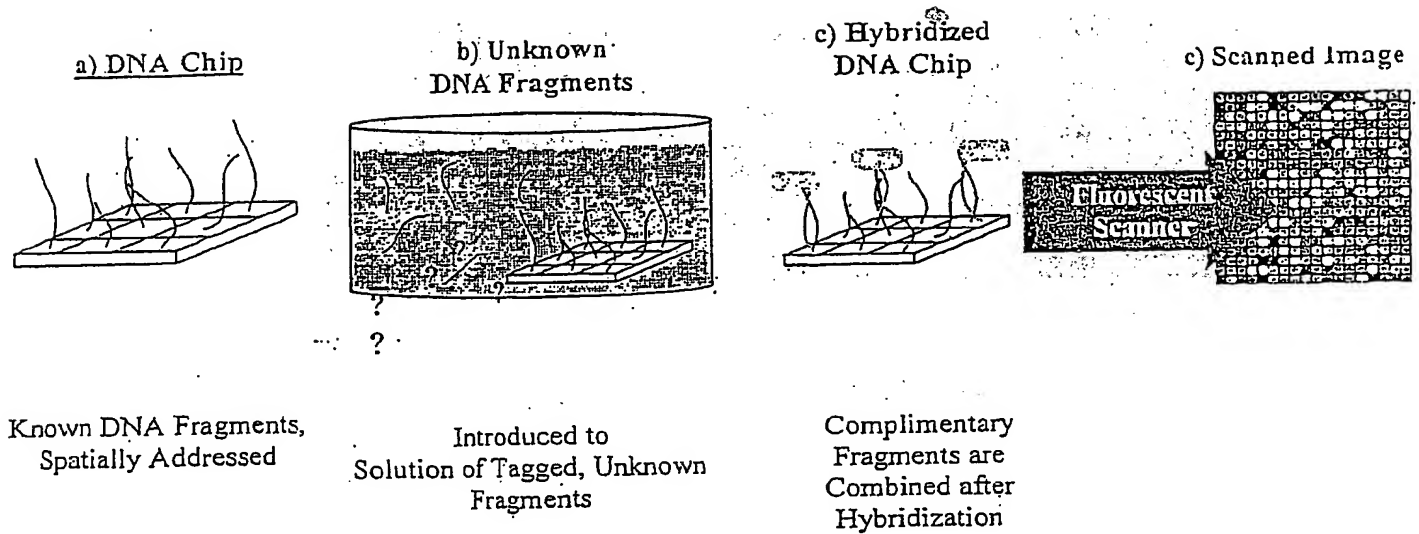 a) DNA Chip
b) Unknown
DNA Fragments
c) Hybridized
DNA Chip
c) Scanned Image
?
?
?
?
?
Fluorescent
Scanner
Known DNA Fragments,
Spatially Addressed
Introduced to
Solution of Tagged, Unknown
Fragments
Complimentary
Fragments are
Combined after
Hybridization